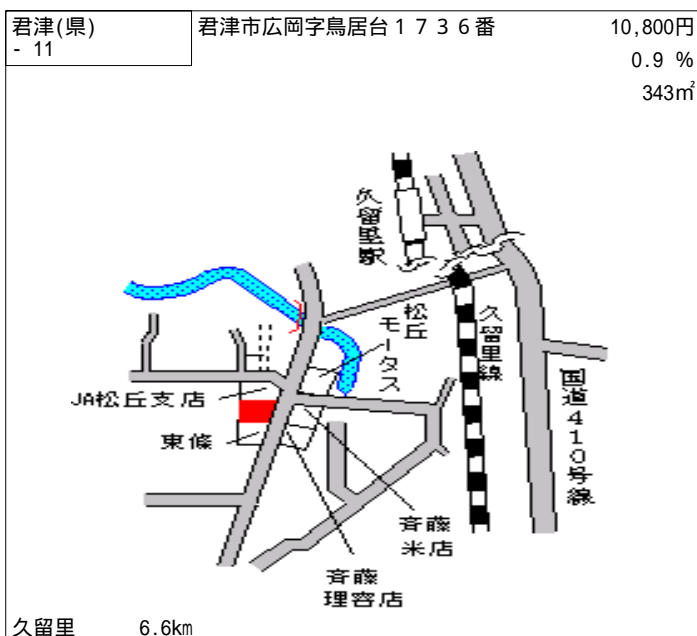 君津(県)
- 11
君津市広岡字鳥居台１７３６番
10,800円
0.9 %
343㎡
久留里駅
松丘
モータス
久留里線
国道410号線
JA松丘支店
東條
斉藤
米店
斉藤
理容店
久留里 6.6km